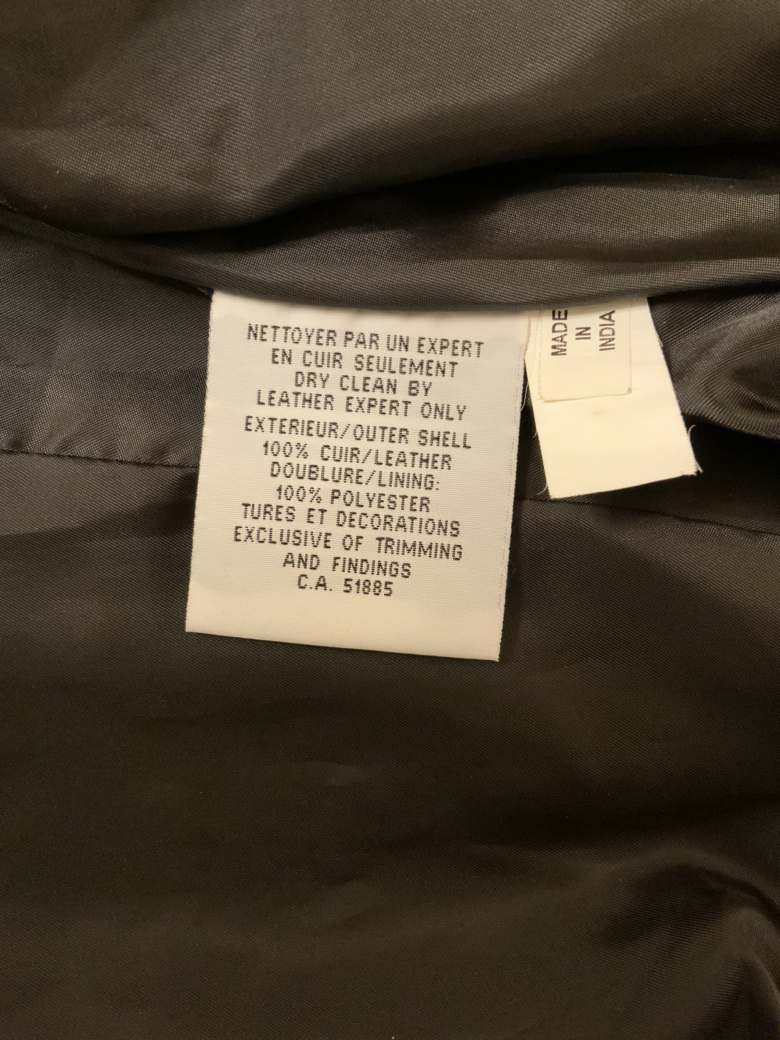 NETTOYER PAR UN EXPERT
EN CUIR SEULEMENT
DRY CLEAN BY
LEATHER EXPERT ONLY
EXTERIEUR/OUTER SHELL
100% CUIR/LEATHER
DOUBLURE/LINING:
100% POLYESTER
TURES ET DECORATIONS
EXCLUSIVE OF TRIMMING
AND FINDINGS
C.A. 51885
MADE
IN
INDIA